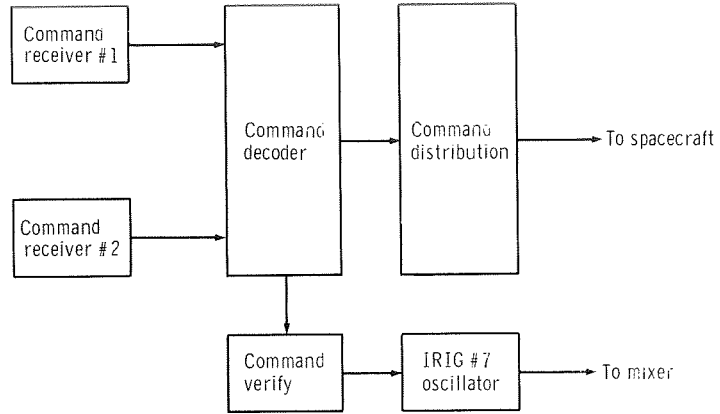 Command
receiver #1
Command
decoder
Command
distribution
To spacecraft
Command
receiver #2
Command
verify
IRIG #7
oscillator
To mixer